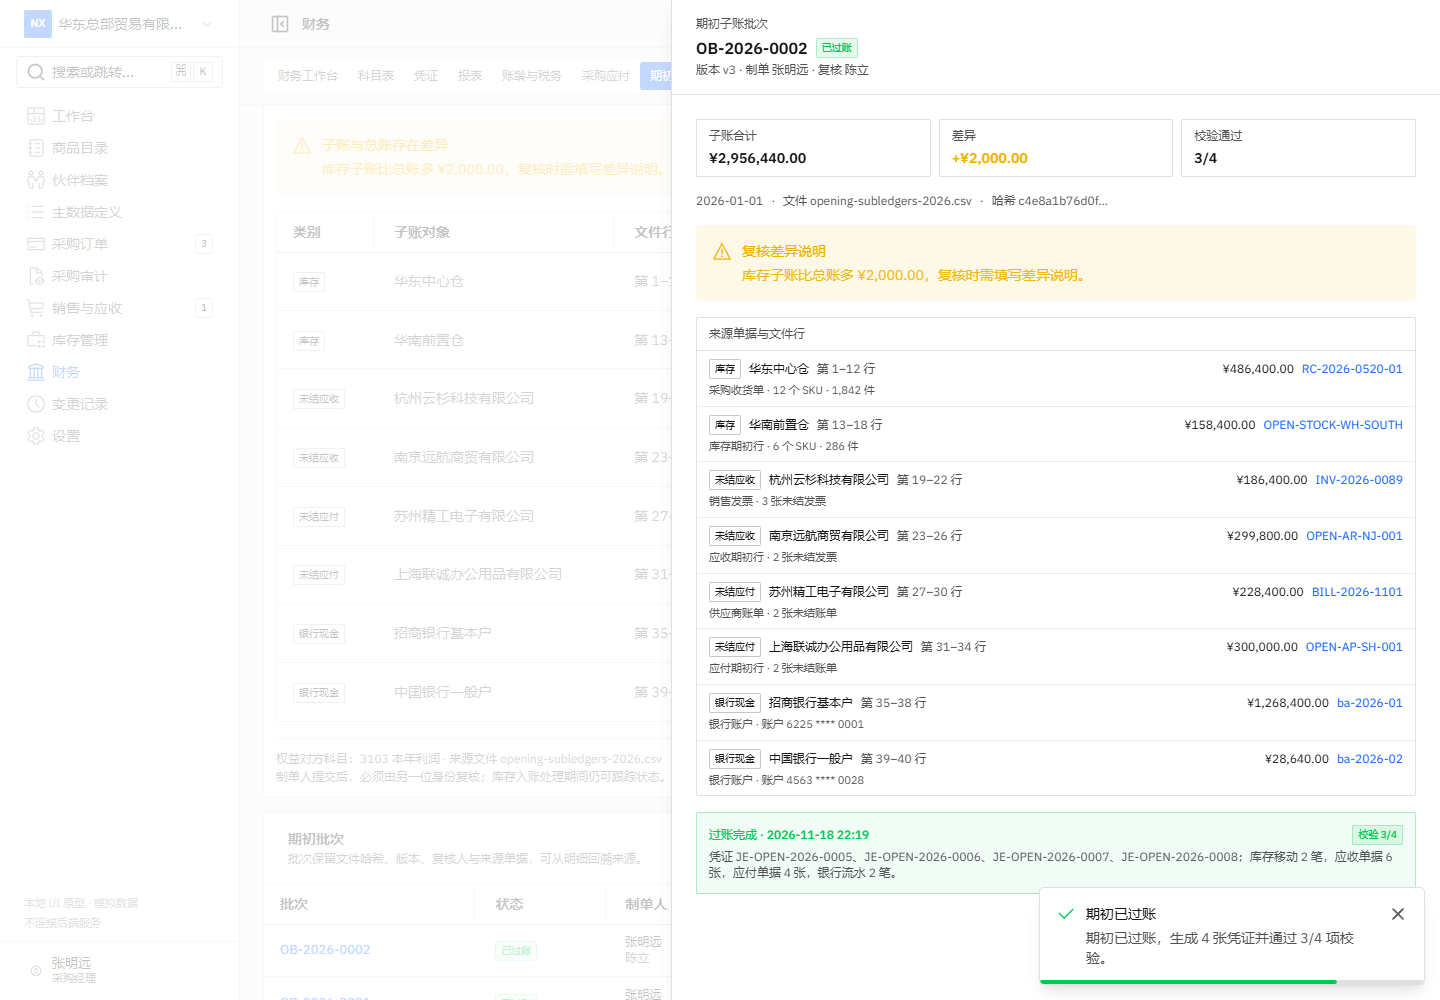 NX 华东总部贸易有限...
搜索或跳转... ⌘ K
工作台
商品目录
伙伴档案
主数据定义
采购订单 3
采购审计
销售与应收 1
库存管理
财务
变更记录
设置
本地 UI 原型 · 模拟数据
不连接后端服务
张明远
采购经理
财务
财务工作台 科目表 凭证 报表 账龄与税务 采购应付 期初
子账与总账存在差异
库存子账比总账多 ¥2,000.00，复核时需填写差异说明。
类别 子账对象 文件行
库存 华东中心仓 第 1–1
库存 华南前置仓 第 13–
未结应收 杭州云杉科技有限公司 第 19–
未结应收 南京远航商贸有限公司 第 23–
未结应付 苏州精工电子有限公司 第 27–
未结应付 上海联诚办公用品有限公司 第 31–
银行现金 招商银行基本户 第 35–
银行现金 中国银行一般户 第 39–
权益对方科目：3103 本年利润 · 来源文件 opening-subledgers-2026.csv
制单人提交后，必须由另一位身份复核；库存入账处理期间仍可跟踪状态。
期初批次
批次保留文件哈希、版本、复核人与来源单据，可从明细回溯来源。
批次 状态 制单人
OB-2026-0002 已过账 张明远
陈立
OB-2026-0001 已过账 张明远
期初子账批次
OB-2026-0002 已过账
版本 v3 · 制单 张明远 · 复核 陈立
子账合计 差异 校验通过
¥2,956,440.00 +¥2,000.00 3/4
2026-01-01 · 文件 opening-subledgers-2026.csv · 哈希 c4e8a1b76d0f...
复核差异说明
库存子账比总账多 ¥2,000.00，复核时需填写差异说明。
来源单据与文件行
库存 华东中心仓 第 1–12 行 ¥486,400.00 RC-2026-0520-01
采购收货单 · 12 个 SKU · 1,842 件
库存 华南前置仓 第 13–18 行 ¥158,400.00 OPEN-STOCK-WH-SOUTH
库存期初行 · 6 个 SKU · 286 件
未结应收 杭州云杉科技有限公司 第 19–22 行 ¥186,400.00 INV-2026-0089
销售发票 · 3 张未结发票
未结应收 南京远航商贸有限公司 第 23–26 行 ¥299,800.00 OPEN-AR-NJ-001
应收期初行 · 2 张未结发票
未结应付 苏州精工电子有限公司 第 27–30 行 ¥228,400.00 BILL-2026-1101
供应商账单 · 2 张未结账单
未结应付 上海联诚办公用品有限公司 第 31–34 行 ¥300,000.00 OPEN-AP-SH-001
应付期初行 · 2 张未结账单
银行现金 招商银行基本户 第 35–38 行 ¥1,268,400.00 ba-2026-01
银行账户 · 账户 6225 **** 0001
银行现金 中国银行一般户 第 39–40 行 ¥28,640.00 ba-2026-02
银行账户 · 账户 4563 **** 0028
过账完成 · 2026-11-18 22:19 校验 3/4
凭证 JE-OPEN-2026-0005、JE-OPEN-2026-0006、JE-OPEN-2026-0007、JE-OPEN-2026-0008；库存移动 2 笔，应收单据 6
张，应付单据 4 张，银行流水 2 笔。
期初已过账
期初已过账，生成 4 张凭证并通过 3/4 项校
验。